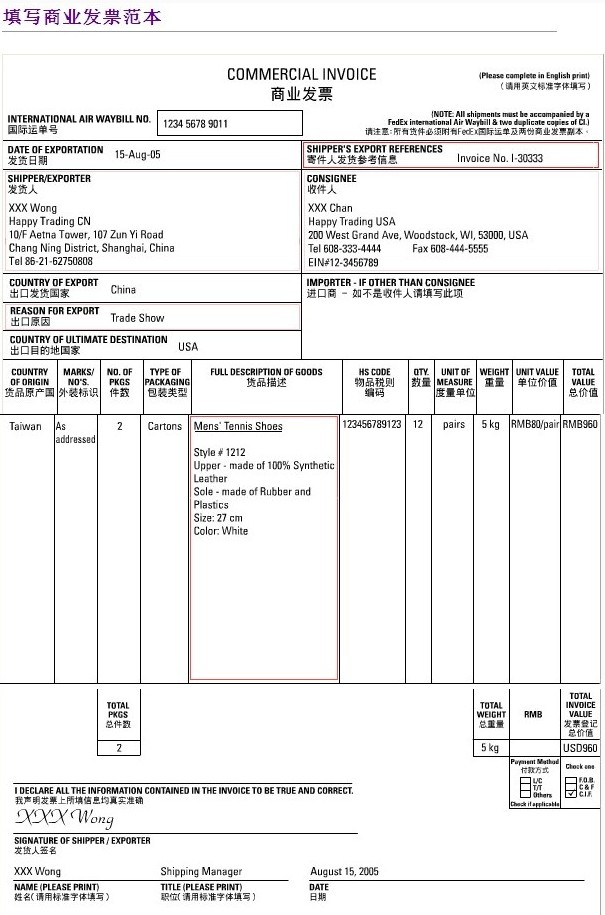 填写商业发票范本
COMMERCIAL INVOICE
商业发票
(Please complete in English print)
(请用英文标准字体填写)
INTERNATIONAL AIR WAYBILL NO.
国际运单号
1234 5678 9011
(NOTE: All shipments must be accompanied by a
FedEx international Air Waybill & two duplicate copies of CI.)
请注意: 所有货件必须附有FedEx国际运单及两份商业发票副本。
DATE OF EXPORTATION
发货日期
15-Aug-05
SHIPPER'S EXPORT REFERENCES
寄件人发货参考信息
Invoice No. I-30333
SHIPPER/EXPORTER
发货人
XXX Wong
Happy Trading CN
10/F Aetna Tower, 107 Zun Yi Road
Chang Ning District, Shanghai, China
Tel 86-21-62750808
CONSIGNEE
收件人
XXX Chan
Happy Trading USA
200 West Grand Ave, Woodstock, WI, 53000, USA
Tel 608-333-4444 Fax 608-444-5555
EIN#12-3456789
COUNTRY OF EXPORT
出口发货国家
China
IMPORTER - IF OTHER THAN CONSIGNEE
进口商 - 如不是收件人请填写此项
REASON FOR EXPORT
出口原因
Trade Show
COUNTRY OF ULTIMATE DESTINATION
出口目的地国家
USA
COUNTRY
OF ORIGIN
货品原产国
MARKS/
NO'S.
外装标识
NO. OF
PKGS
件数
TYPE OF
PACKAGING
包装类型
FULL DESCRIPTION OF GOODS
货品描述
HS CODE
物品税则
编码
QTY.
数量
UNIT OF
MEASURE
度量单位
WEIGHT
重量
UNIT VALUE
单位价值
TOTAL
VALUE
总价值
Taiwan
As
addressed
2
Cartons
Mens' Tennis Shoes
Style # 1212
Upper - made of 100% Synthetic
Leather
Sole - made of Rubber and
Plastics
Size: 27 cm
Color: White
123456789123
12
pairs
5 kg
RMB80/pair
RMB960
TOTAL
PKGS
总件数
2
TOTAL
WEIGHT
总重量
5 kg
RMB
TOTAL
INVOICE
VALUE
发票登记
总价值
USD960
Payment Method
付款方式
L/C
T/T
Others
Check if applicable
Check one
F.O.B.
C & F
C.I.F.
I DECLARE ALL THE INFORMATION CONTAINED IN THE INVOICE TO BE TRUE AND CORRECT.
我声明发票上所填信息均真实准确
XXX Wong
SIGNATURE OF SHIPPER / EXPORTER
发货人签名
XXX Wong Shipping Manager August 15, 2005
NAME (PLEASE PRINT) TITLE (PLEASE PRINT) DATE
姓名(请用标准字体填写) 职位(请用标准字体填写) 日期